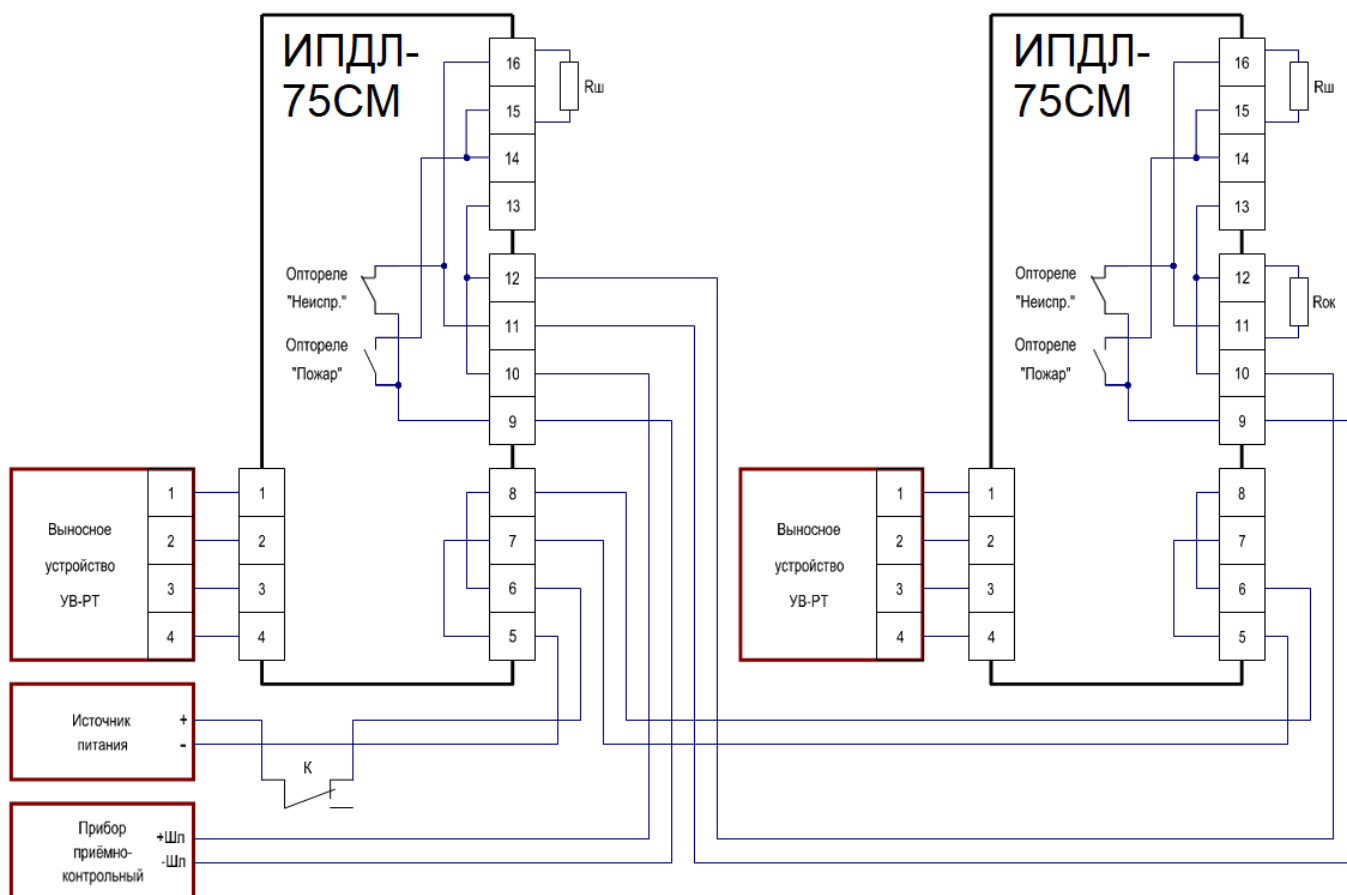 ИПДЛ-
75СМ
16
15
14
13
Rш
Оптореле
"Неиспр."
Оптореле
"Пожар"
12
11
10
9
Выносное
устройство
УВ-РТ
1
2
3
4
1
2
3
4
8
7
6
5
Источник
питания
+
-
К
Прибор
приёмно-
контрольный
+Шп
-Шп
ИПДЛ-
75СМ
16
15
14
13
Rш
Оптореле
"Неиспр."
Оптореле
"Пожар"
12
11
10
9
Rок
Выносное
устройство
УВ-РТ
1
2
3
4
1
2
3
4
8
7
6
5